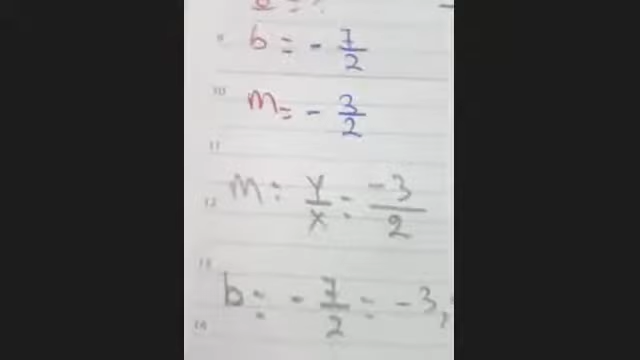 b = - 7/2
m = - 3/2
m = y/x = -3/2
b = - 7/2 = -3,